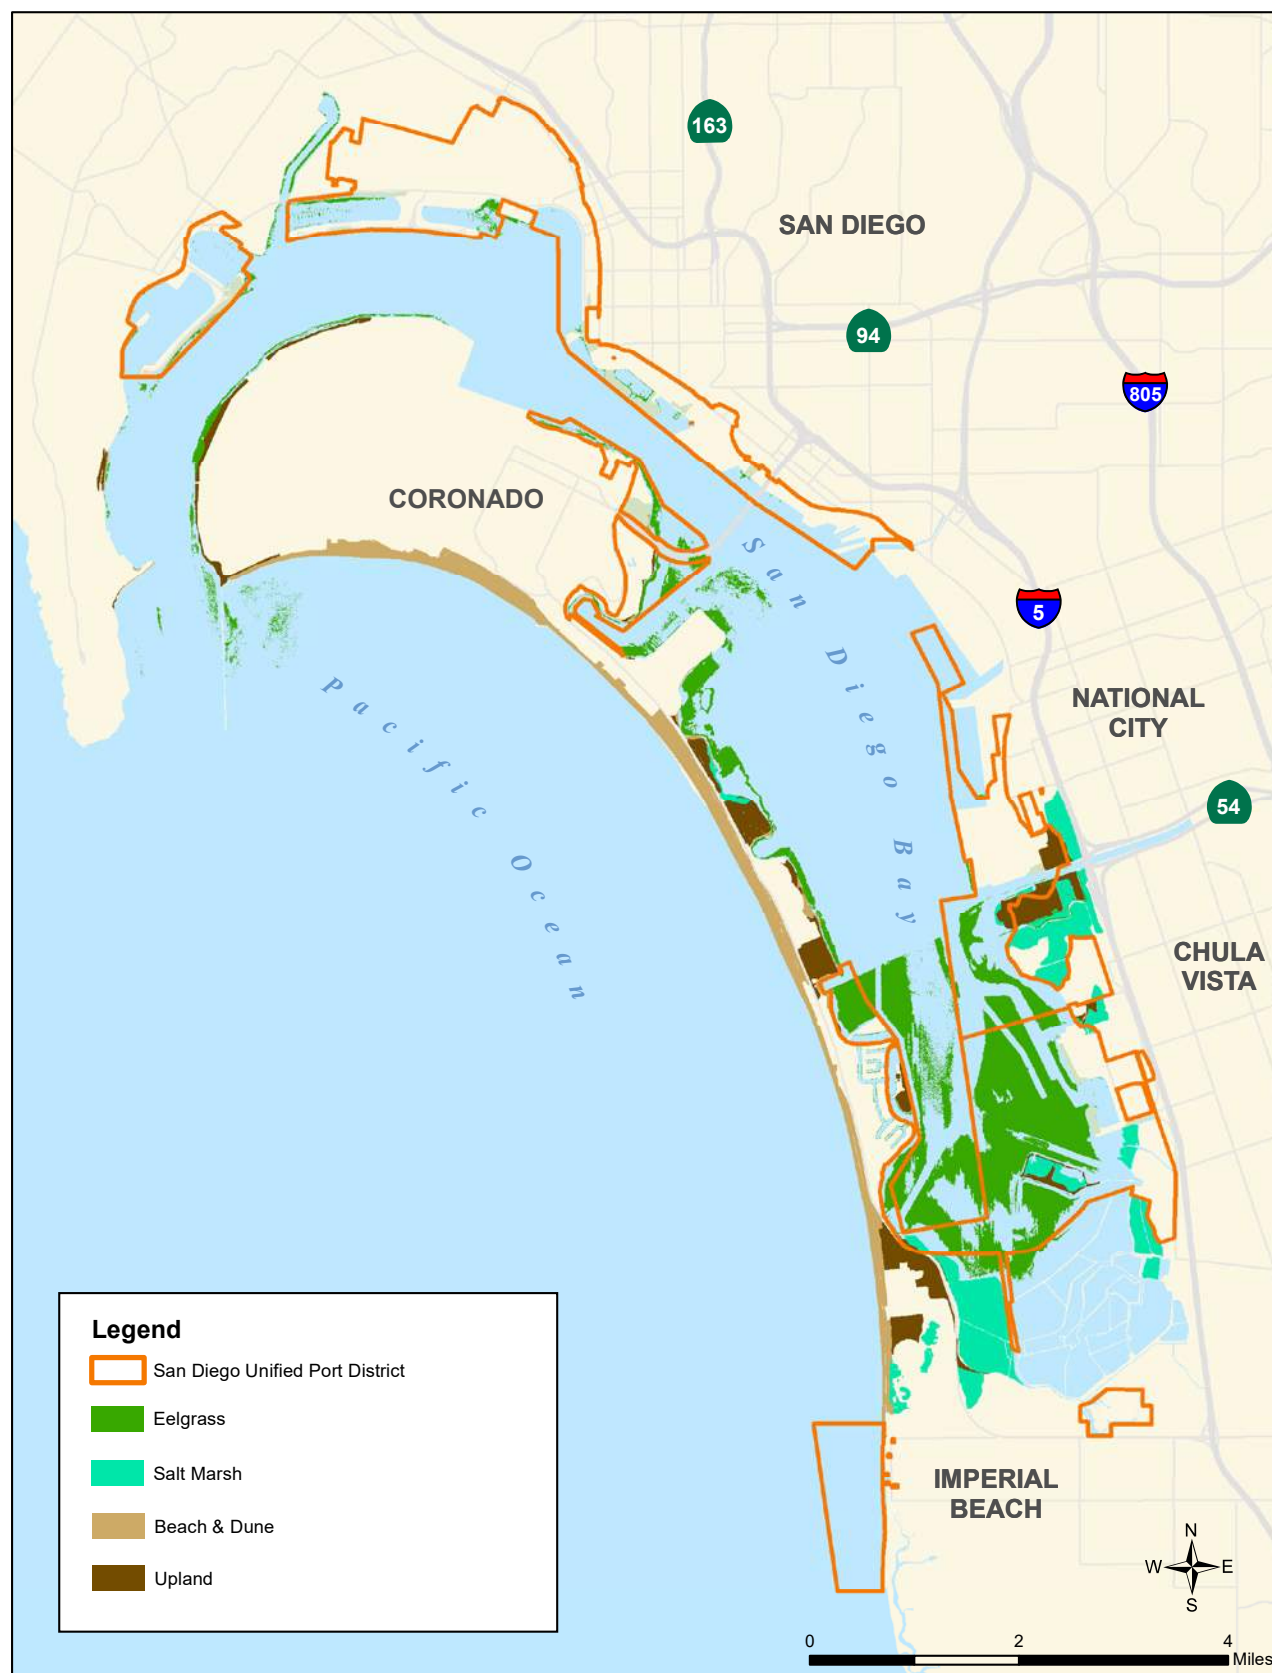 163
SAN DIEGO
94
805
CORONADO
San Diego Bay
5
Pacific Ocean
NATIONAL
CITY
54
CHULA
VISTA
Legend
San Diego Unified Port District
Eelgrass
Salt Marsh
Beach & Dune
Upland
IMPERIAL
BEACH
N
W
E
S
0
2
4
Miles